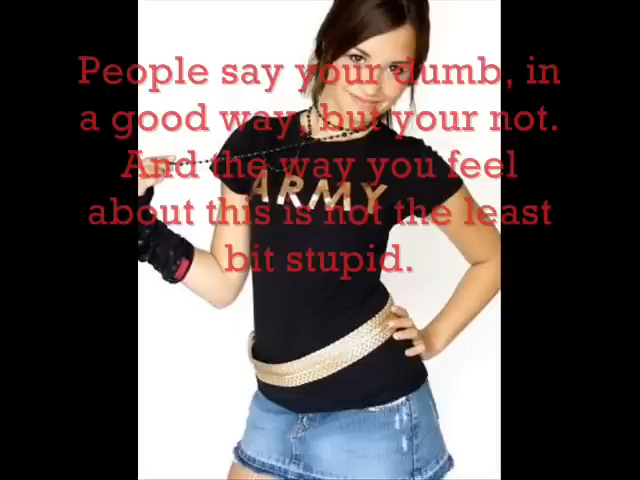 People say your dumb, in
a good way, but your not.
And the way you feel
about this is not the least
bit stupid.
ARMY